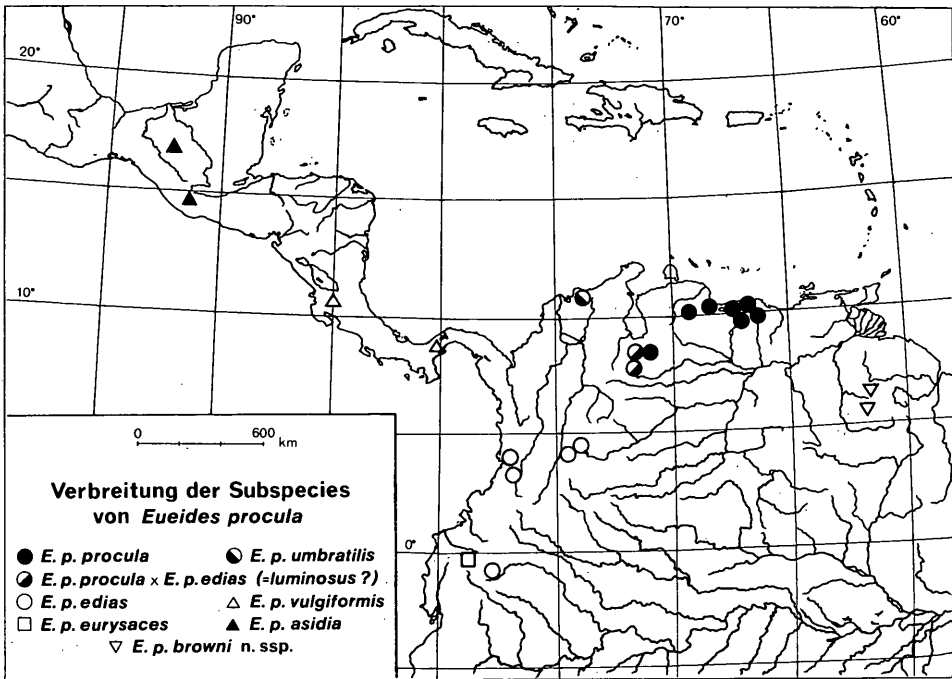 90°
70°
60°
20°
10°
0 600 km
Verbreitung der Subspecies
von Eueides procula
0°
● E. p. procula
◕ E. p. umbratilis
◕ E. p. procula x E. p. edias (=luminosus ?)
○ E. p. edias
△ E. p. vulgiformis
□ E. p. eurysaces
▲ E. p. asidia
▽ E. p. browni n. ssp.